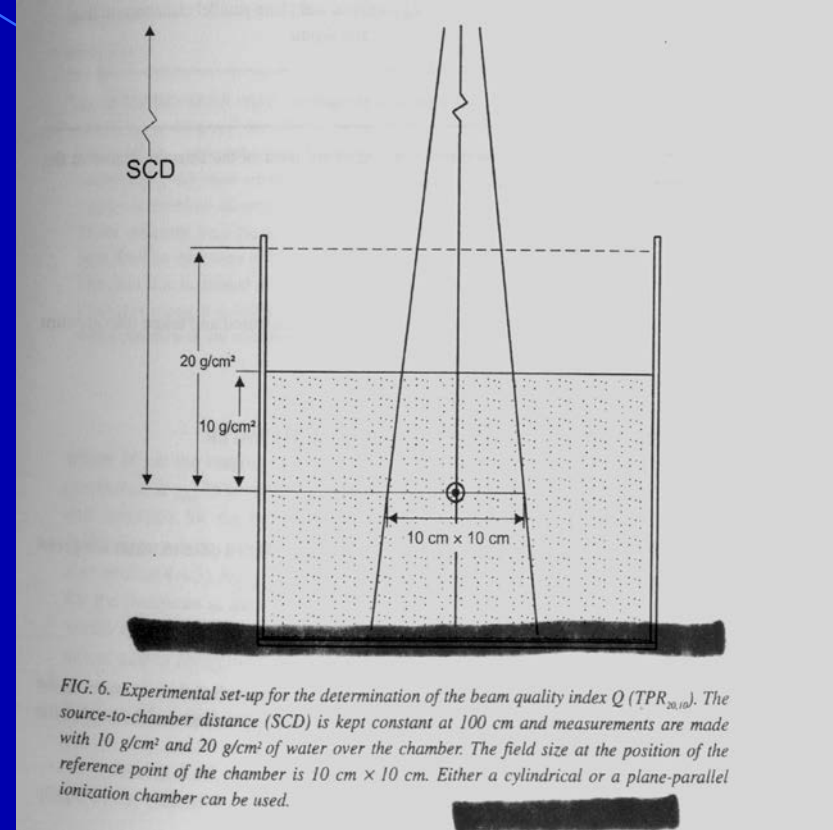 SCD
20 g/cm²
10 g/cm²
10 cm × 10 cm
FIG. 6. Experimental set-up for the determination of the beam quality index Q (TPR₂₀,₁₀). The
source-to-chamber distance (SCD) is kept constant at 100 cm and measurements are made
with 10 g/cm² and 20 g/cm² of water over the chamber. The field size at the position of the
reference point of the chamber is 10 cm × 10 cm. Either a cylindrical or a plane-parallel
ionization chamber can be used.